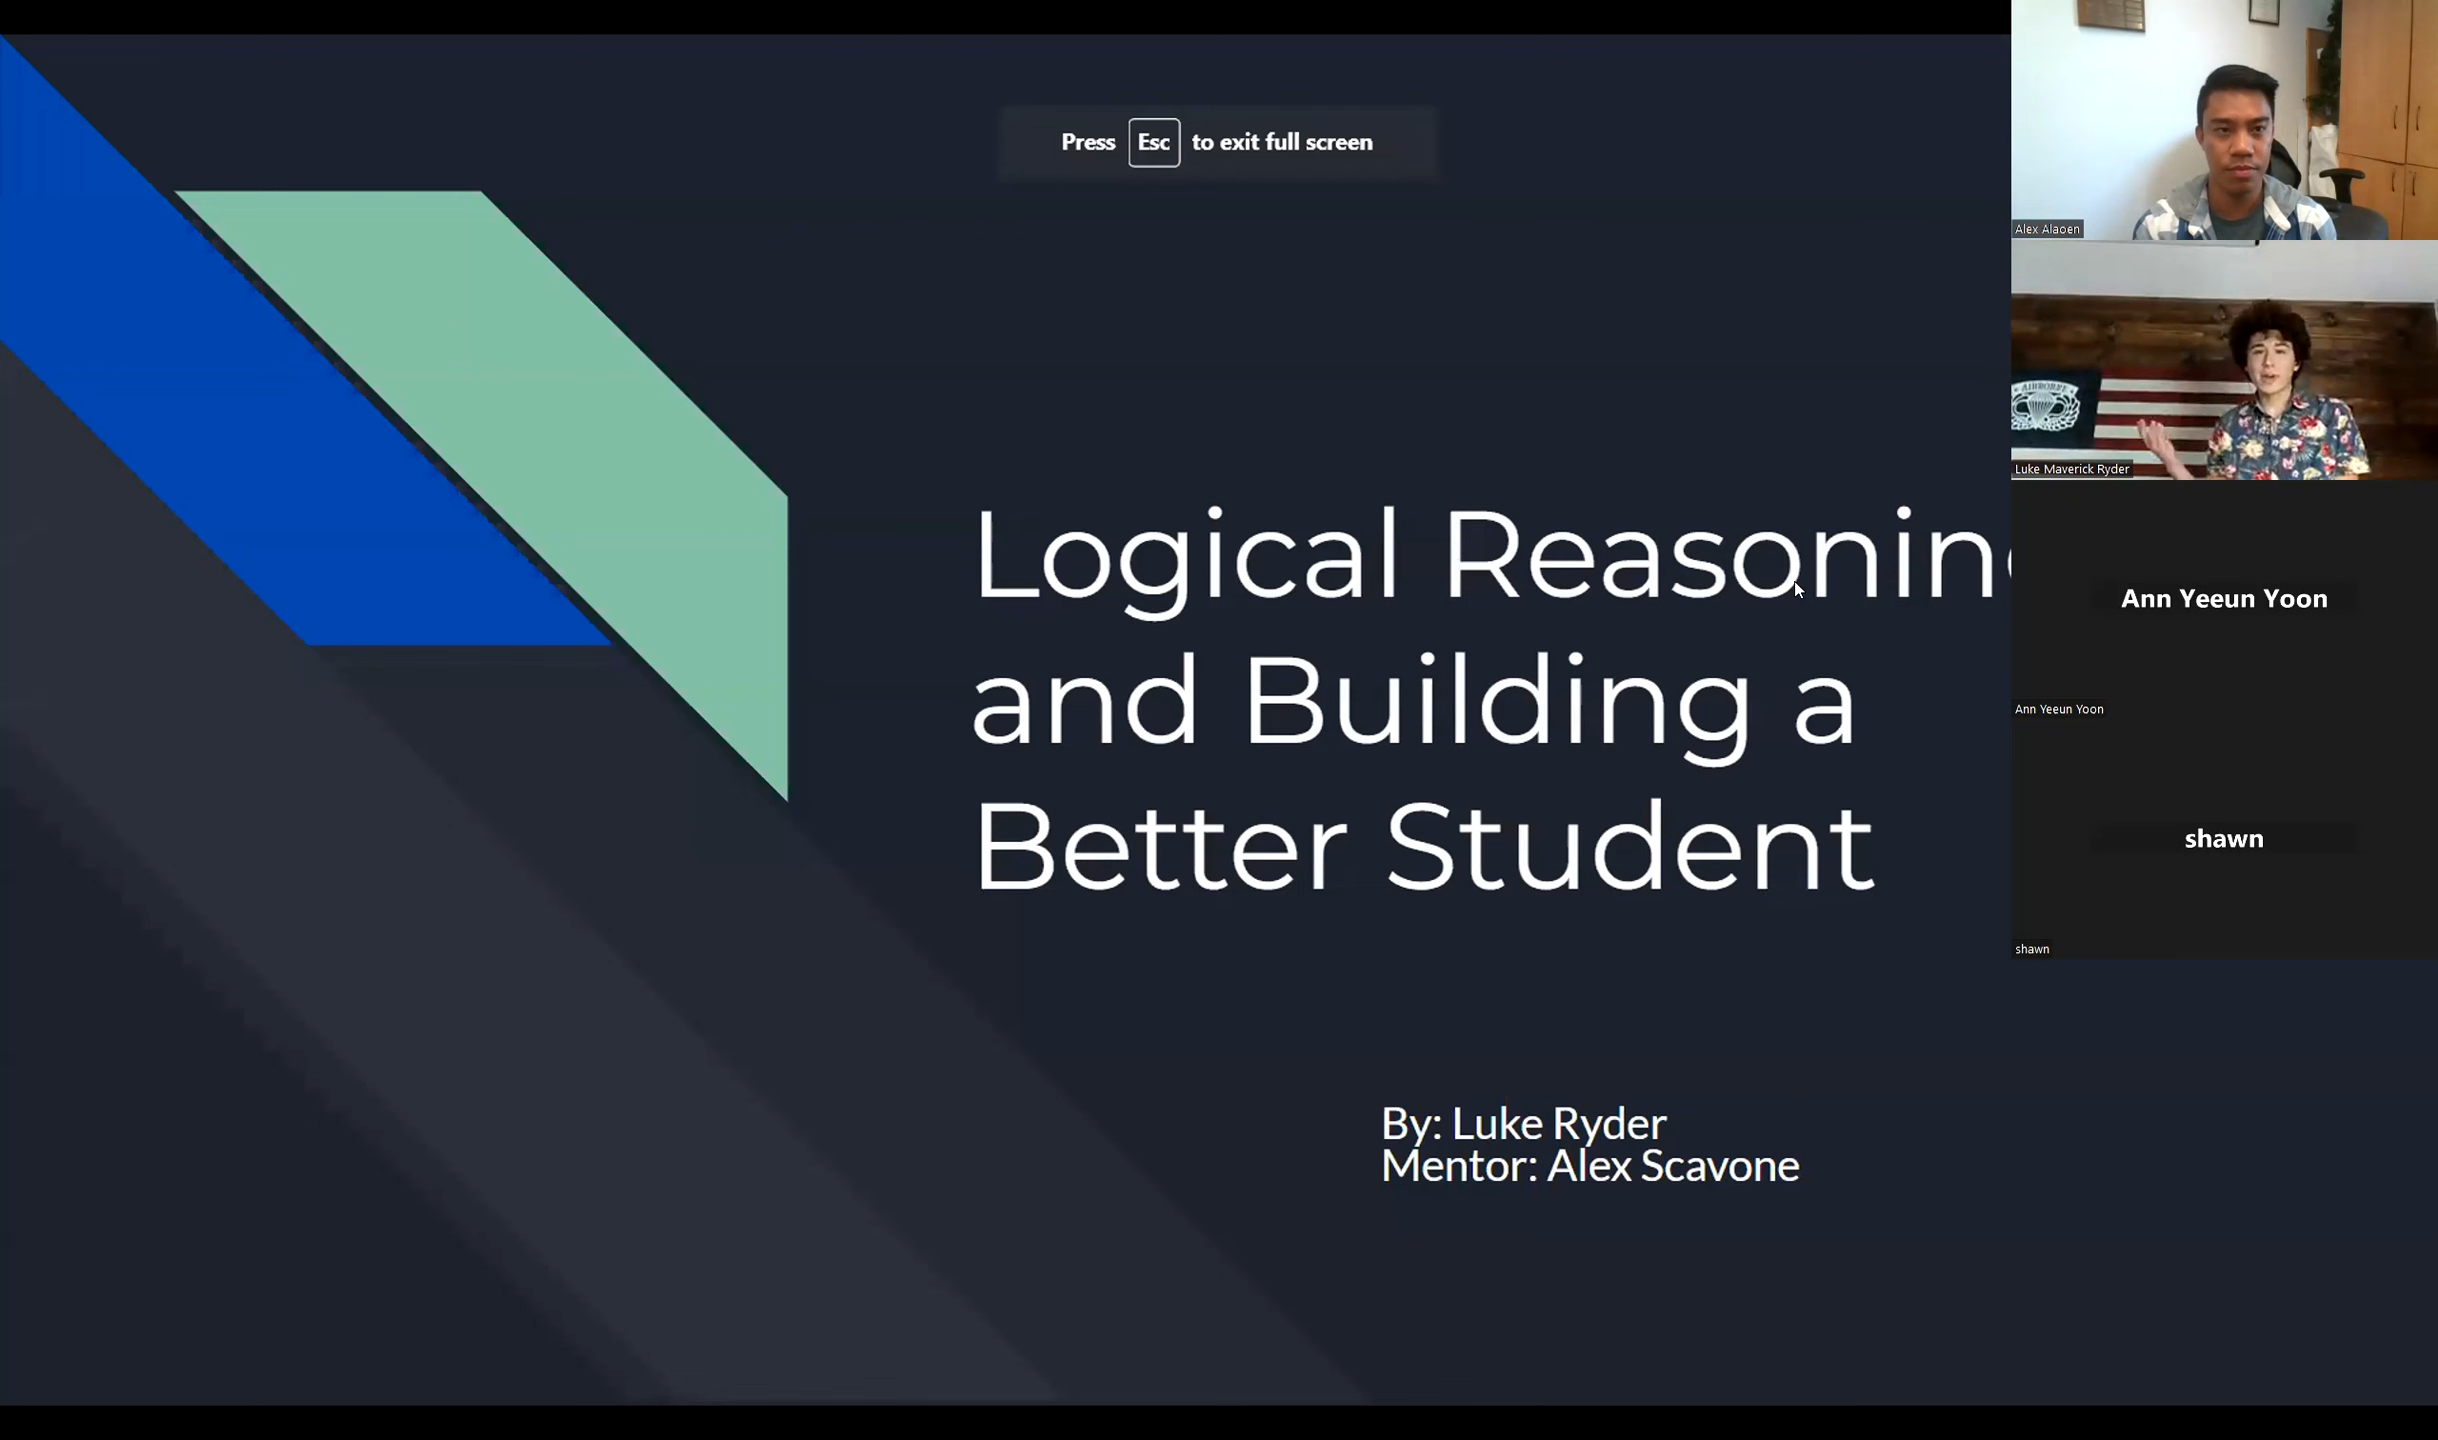 Press Esc to exit full screen
Logical Reasonin
and Building a
Better Student
By: Luke Ryder
Mentor: Alex Scavone
Alex Alaoen
AIRBORNE
Luke Maverick Ryder
Ann Yeeun Yoon
Ann Yeeun Yoon
shawn
shawn